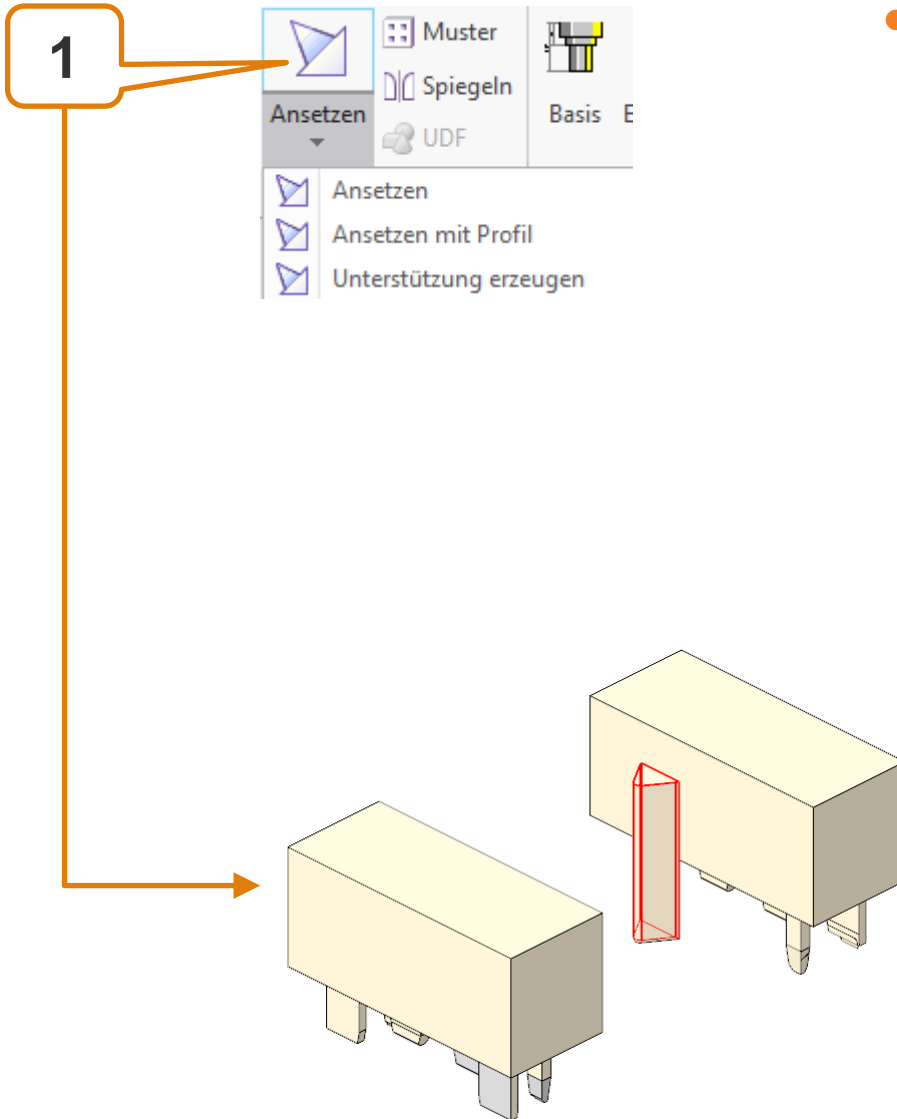 1
Muster
Spiegeln
Ansetzen
Basis
UDF
Ansetzen
Ansetzen mit Profil
Unterstützung erzeugen